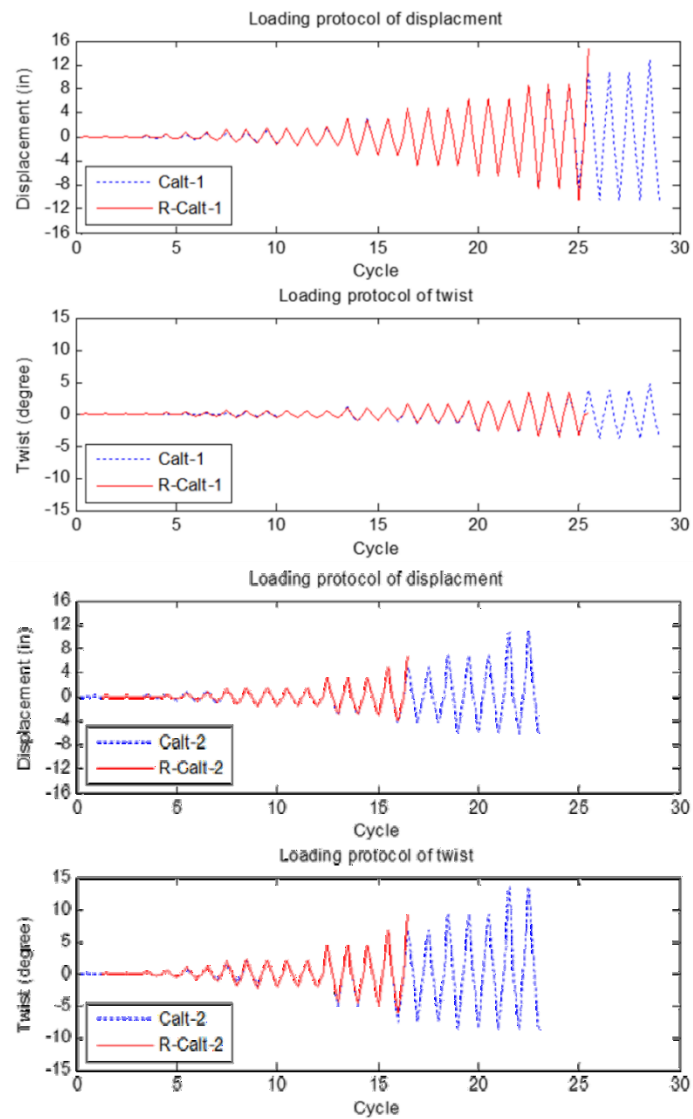 Loading protocol of displacment
16
12
8
4
0
-4
-8
-12
-16
Displacement (in)
Calt-1
R-Calt-1
0 5 10 15 20 25 30
Cycle
Loading protocol of twist
15
10
5
0
-5
-10
-15
Twist (degree)
Calt-1
R-Calt-1
0 5 10 15 20 25 30
Cycle
Loading protocol of displacment
16
12
8
4
0
-4
-8
-12
-16
Displacement (in)
Calt-2
R-Calt-2
0 5 10 15 20 25 30
Cycle
Loading protocol of twist
15
10
5
0
-5
-10
-15
Twist (degree)
Calt-2
R-Calt-2
0 5 10 15 20 25 30
Cycle